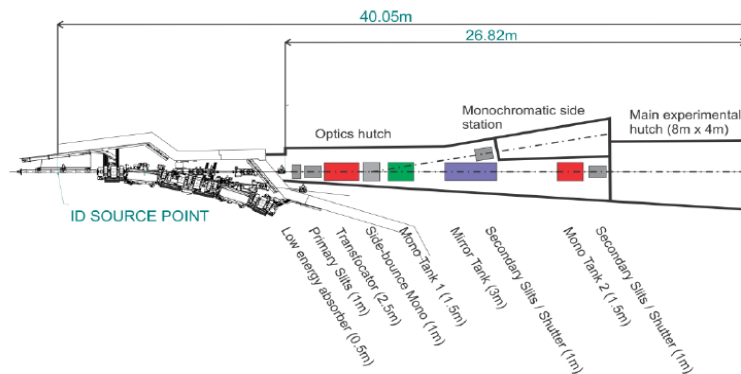 40.05m
26.82m
Monochromatic side
station
Main experimental
hutch (8m x 4m)
Optics hutch
ID SOURCE POINT
Low energy absorber (0.5m)
Primary Slits (1m)
Transfocator (2.5m)
Side-bounce Mono (1m)
Mono Tank 1 (1.5m)
Mirror Tank (3m)
Secondary Slits / Shutter (1m)
Mono Tank 2 (1.5m)
Secondary Slits / Shutter (1m)